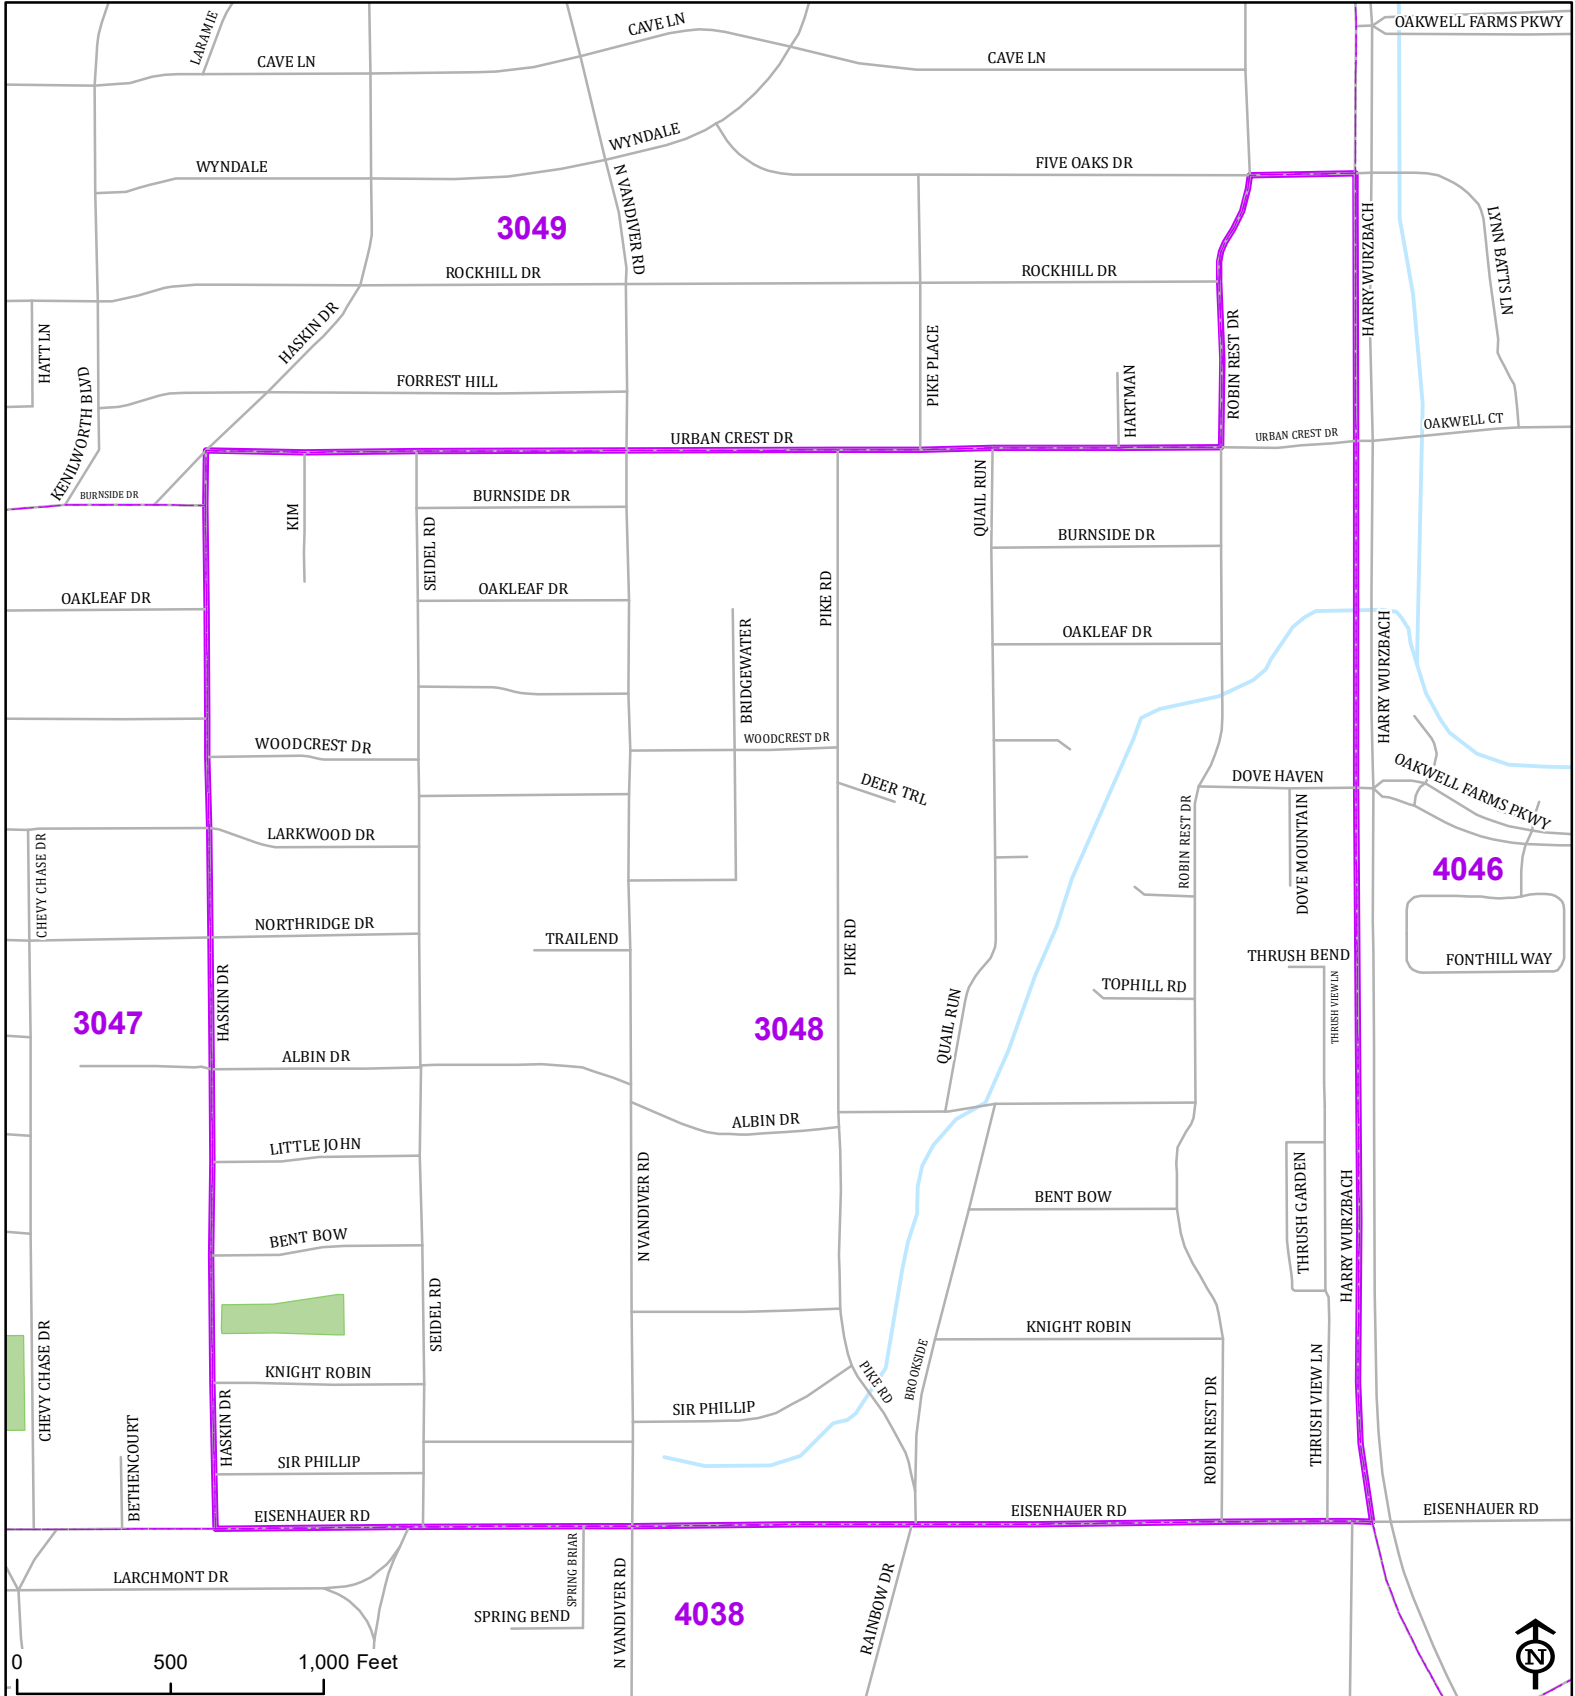 OAKWELL FARMS PKWY
LARAMIE
CAVE LN
CAVE LN
CAVE LN
WYNDALE
WYNDALE
FIVE OAKS DR
N VANDIVER RD
3049
HARRY WURZBACH
LYNN BATTS LN
ROCKHILL DR
ROCKHILL DR
HASKIN DR
HATT LN
PIKE PLACE
ROBIN REST DR
KENILWORTH BLVD
FORREST HILL
HARTMAN
URBAN CREST DR
URBAN CREST DR
OAKWELL CT
BURNSIDE DR
BURNSIDE DR
QUAIL RUN
KIM
SEIDEL RD
BURNSIDE DR
OAKLEAF DR
OAKLEAF DR
PIKE RD
OAKLEAF DR
BRIDGEWATER
HARRY WURZBACH
WOODCREST DR
WOODCREST DR
DEER TRL
DOVE HAVEN
OAKWELL FARMS PKWY
LARKWOOD DR
ROBIN REST DR
DOVE MOUNTAIN
4046
CHEVY CHASE DR
NORTHRIDGE DR
TRAILEND
PIKE RD
THRUSH BEND
FONTHILL WAY
HASKIN DR
TOPHILL RD
THRUSH VIEW LN
3047
3048
QUAIL RUN
ALBIN DR
ALBIN DR
LITTLE JOHN
N VANDIVER RD
THRUSH GARDEN
HARRY WURZBACH
BENT BOW
BENT BOW
SEIDEL RD
KNIGHT ROBIN
CHEVY CHASE DR
KNIGHT ROBIN
PIKE RD
BROOKSIDE
THRUSH VIEW LN
HASKIN DR
SIR PHILLIP
ROBIN REST DR
BETHENCOURT
SIR PHILLIP
EISENHAUER RD
EISENHAUER RD
EISENHAUER RD
SPRING BRIAR
LARCHMONT DR
N VANDIVER RD
RAINBOW DR
SPRING BEND
4038
0 500 1,000 Feet
N